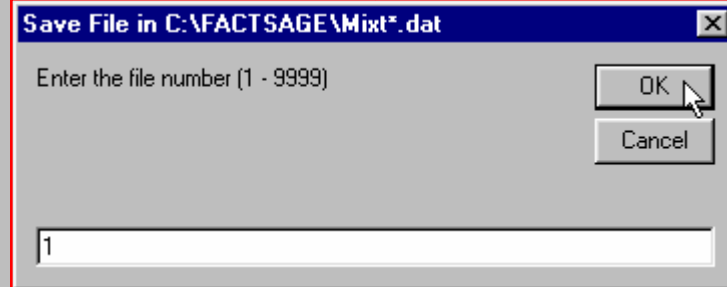 Save File in C:\FACTSAGE\Mixt*.dat
Enter the file number (1 - 9999)
OK
Cancel
1